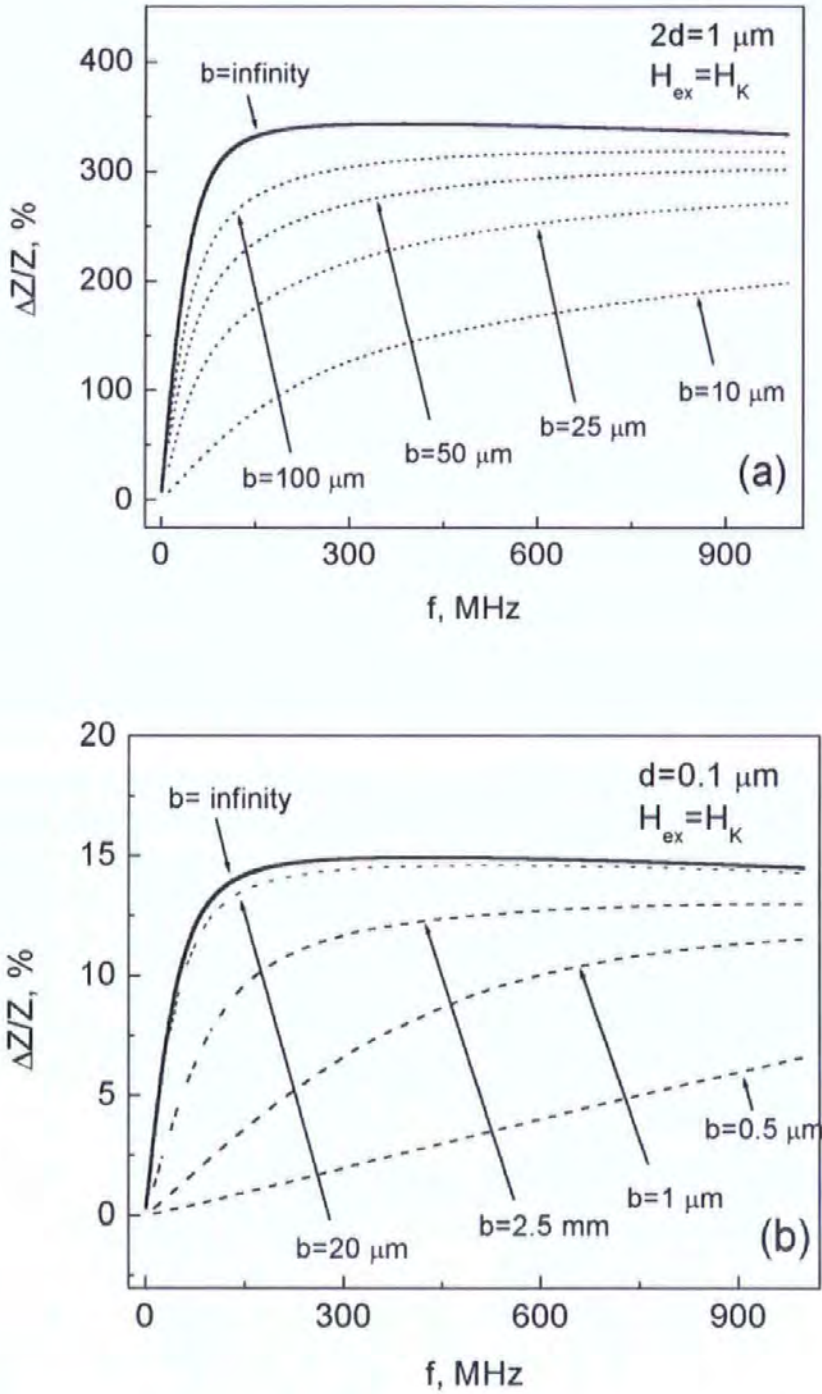 2d=1 μm
H_ex=H_K
b=infinity
400
300
200
100
0
ΔZ/Z, %
b=10 μm
b=25 μm
b=50 μm
b=100 μm
(a)
0
300
600
900
f, MHz
20
15
10
5
0
ΔZ/Z, %
d=0.1 μm
H_ex=H_K
b= infinity
b=0.5 μm
b=1 μm
b=2.5 mm
b=20 μm
(b)
0
300
600
900
f, MHz